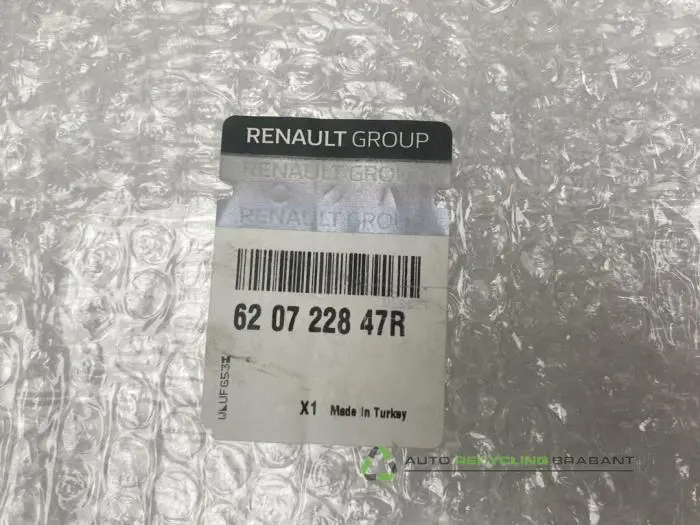 RENAULT GROUP
RENAULT GROUP
RENAULT GROUP
62 07 228 47R
X1 Made in Turkey
AUTO RECYCLING BRABANT